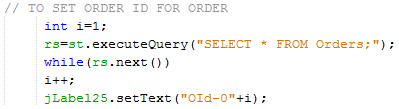 // TO SET ORDER ID FOR ORDER
int i=1;
rs=st.executeQuery("SELECT * FROM Orders;");
while(rs.next())
i++;
jLabel25.setText("OId-0"+i);